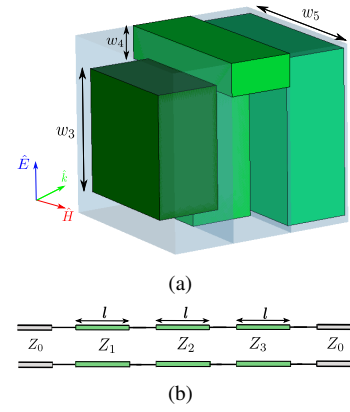 w₅
w₄
w₃
Ê
k̂
Ĥ
(a)
l l l
Z₀ Z₁ Z₂ Z₃ Z₀
(b)